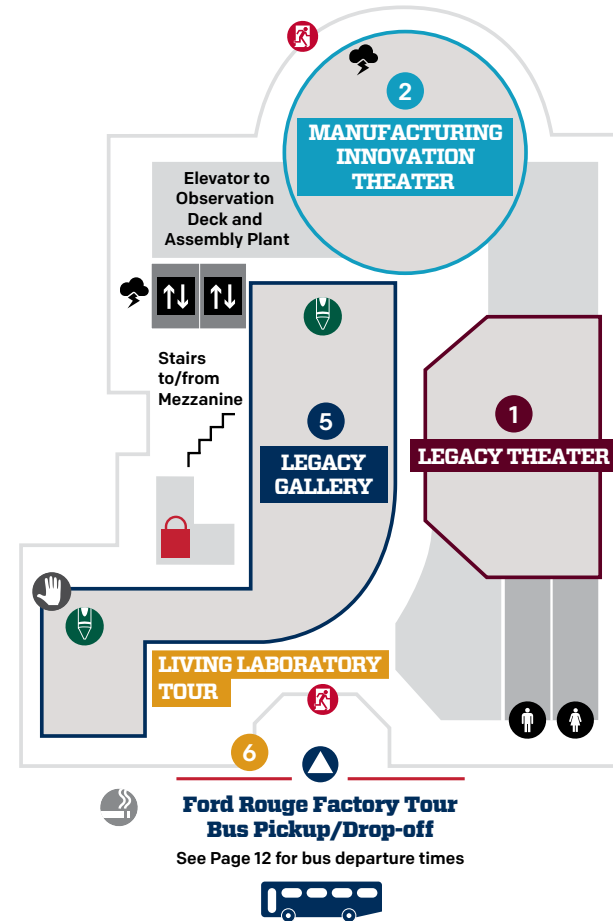 2
MANUFACTURING
INNOVATION
THEATER
Elevator to
Observation
Deck and
Assembly Plant
Stairs
to/from
Mezzanine
5
LEGACY
GALLERY
1
LEGACY THEATER
LIVING LABORATORY
TOUR
6
Ford Rouge Factory Tour
Bus Pickup/Drop-off
See Page 12 for bus departure times